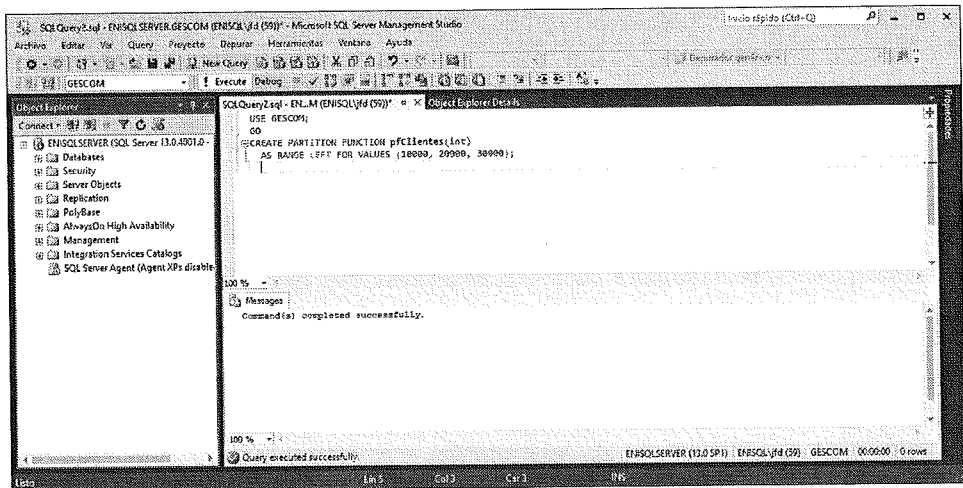 SQLQuery2.sql - ENISQLSERVER.GESCOM (ENISQL\jfd (59))* - Microsoft SQL Server Management Studio
Inicio rápido (Ctrl+Q)
Archivo Editar Ver Query Proyecto Depurar Herramientas Ventana Ayuda
New Query
Depurador genérico
GESCOM
Execute Debug
Object Explorer
SQLQuery2.sql - EN...M (ENISQL\jfd (59))*
Object Explorer Details
Propiedades
Connect
ENISQLSERVER (SQL Server 13.0.4001.0 -
Databases
Security
Server Objects
Replication
PolyBase
AlwaysOn High Availability
Management
Integration Services Catalogs
SQL Server Agent (Agent XPs disable
USE GESCOM;
GO
CREATE PARTITION FUNCTION pfClientes(int)
AS RANGE LEFT FOR VALUES (10000, 20000, 30000);
100 %
Messages
Command(s) completed successfully.
100 %
Query executed successfully.
ENISQLSERVER (13.0 SP1) ENISQL\jfd (59) GESCOM 00:00:00 0 rows
Listo
Lin 5 Col 3 Car 3 INS